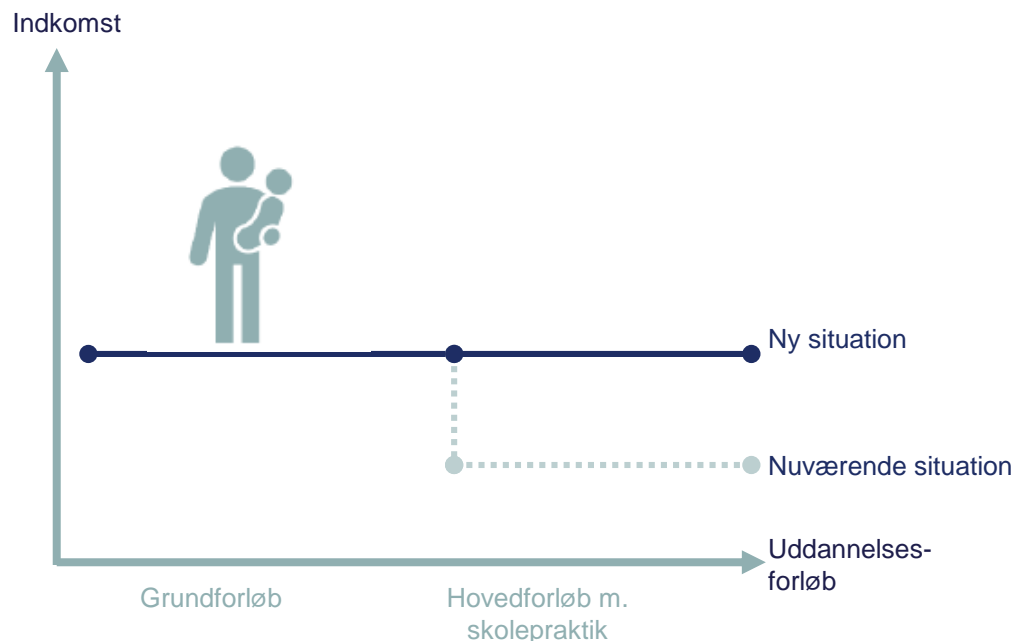 Indkomst
Ny situation
Nuværende situation
Uddannelses-
forløb
Grundforløb
Hovedforløb m.
skolepraktik